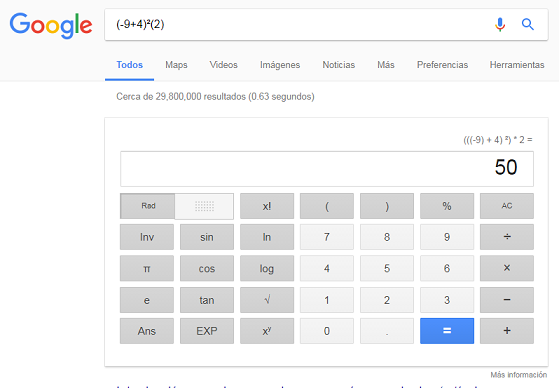 Google (-9+4)²(2)
Todos Maps Videos Imágenes Noticias Más Preferencias Herramientas
Cerca de 29,800,000 resultados (0.63 segundos)
(((-9) + 4) ²) * 2 =
50
Rad x! ( ) % AC
Inv sin ln 7 8 9 ÷
π cos log 4 5 6 ×
e tan √ 1 2 3 −
Ans EXP xʸ 0 . = +
Más información